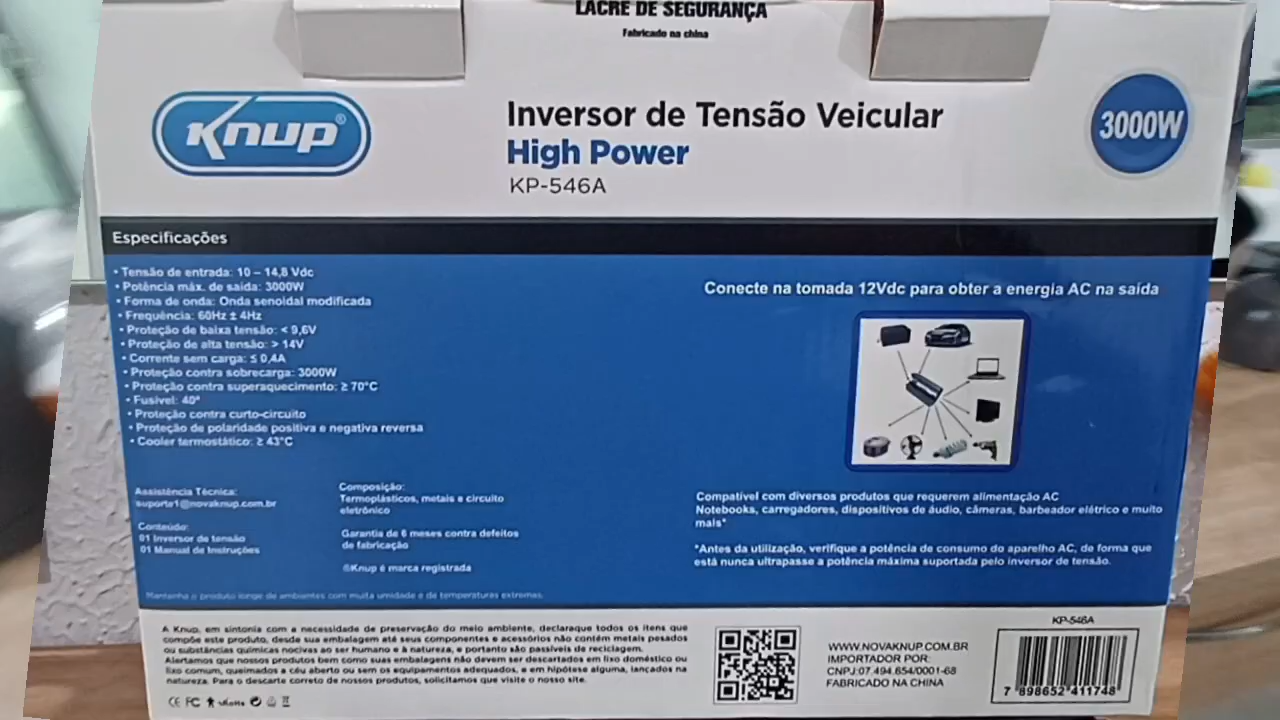 LACRE DE SEGURANÇA
Fabricado na china
Knup®
Inversor de Tensão Veicular
High Power
KP-546A
3000W
Especificações
• Tensão de entrada: 10 – 14,8 Vdc
• Potência máx. de saída: 3000W
• Forma de onda: Onda senoidal modificada
• Frequência: 60Hz ± 4Hz
• Proteção de baixa tensão: < 9,6V
• Proteção de alta tensão: > 14V
• Corrente sem carga: ≤ 0,4A
• Proteção contra sobrecarga: 3000W
• Proteção contra superaquecimento: ≥ 70°C
• Fusível: 40ª
• Proteção contra curto-circuito
• Proteção de polaridade positiva e negativa reversa
• Cooler termostático: ≥ 43°C
Conecte na tomada 12Vdc para obter a energia AC na saída
Assistência Técnica:
suporte1@novaknup.com.br
Conteúdo:
01 Inversor de tensão
01 Manual de Instruções
Composição:
Termoplásticos, metais e circuito
eletrônico
Garantia de 6 meses contra defeitos
de fabricação
®Knup é marca registrada
Compatível com diversos produtos que requerem alimentação AC
Notebooks, carregadores, dispositivos de áudio, câmeras, barbeador elétrico e muito
mais*
*Antes da utilização, verifique a potência de consumo do aparelho AC, de forma que
está nunca ultrapasse a potência máxima suportada pelo inversor de tensão.
Mantenha o produto longe de ambientes com muita umidade e de temperaturas extremas.
A Knup, em sintonia com a necessidade de preservação do meio ambiente, declaraque todos os itens que
compõe este produto, desde sua embalagem até seus componentes e acessórios não contém metais pesados
ou substâncias químicas nocivas ao ser humano e à natureza, e portanto são passíveis de reciclagem.
Alertamos que nossos produtos bem como suas embalagens não devem ser descartados em lixo doméstico ou
lixo comum, queimados a céu aberto ou sem os equipamentos adequados, e em hipótese alguma, lançados na
natureza. Para o descarte correto de nossos produtos, solicitamos que visite o nosso site.
CE FC
WWW.NOVAKNUP.COM.BR
IMPORTADOR POR:
CNPJ:07.494.654/0001-68
FABRICADO NA CHINA
KP-546A
7 898652 411748